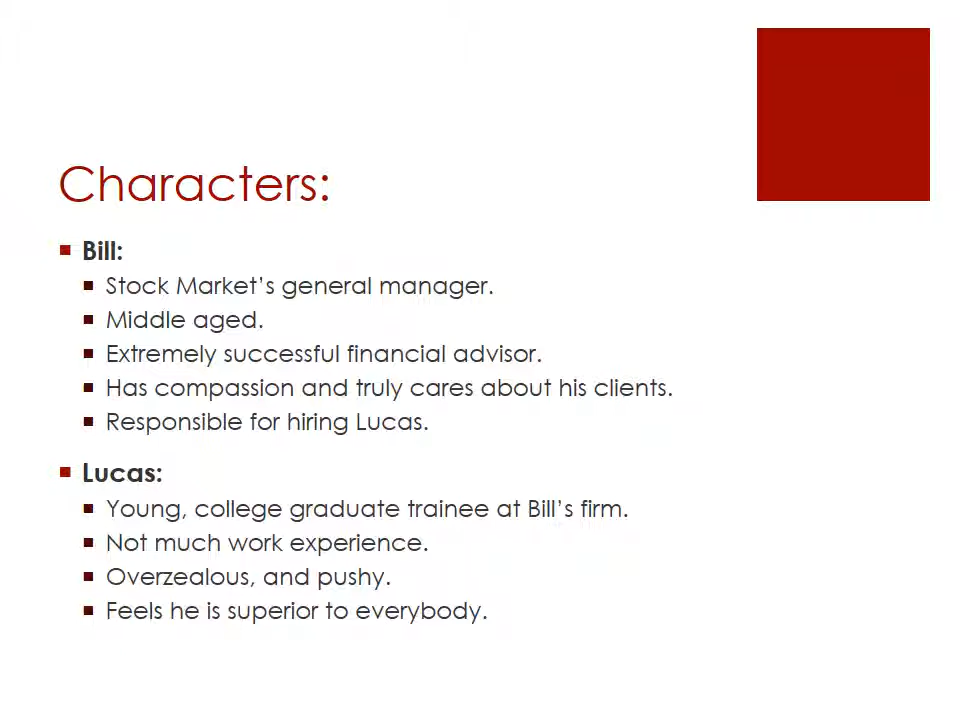 Characters:
Bill:
Stock Market’s general manager.
Middle aged.
Extremely successful financial advisor.
Has compassion and truly cares about his clients.
Responsible for hiring Lucas.
Lucas:
Young, college graduate trainee at Bill’s firm.
Not much work experience.
Overzealous, and pushy.
Feels he is superior to everybody.